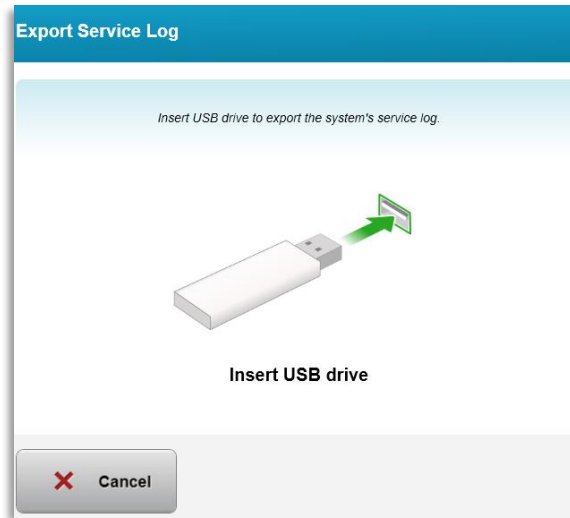 Export Service Log
Insert USB drive to export the system's service log.
Insert USB drive
Cancel